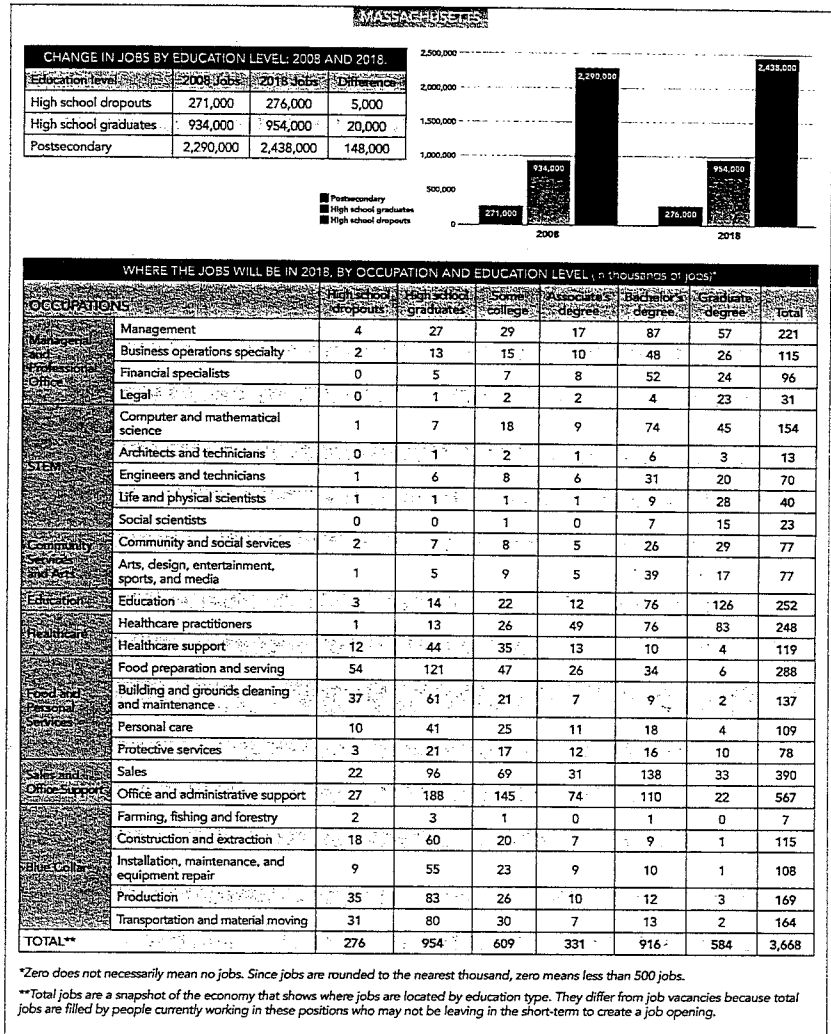 MASSACHUSETTS
CHANGE IN JOBS BY EDUCATION LEVEL: 2008 AND 2018.
Education level 2008 Jobs 2018 Jobs Difference
High school dropouts 271,000 276,000 5,000
High school graduates 934,000 954,000 20,000
Postsecondary 2,290,000 2,438,000 148,000
2,500,000
2,000,000
1,500,000
1,000,000
500,000
0
Postsecondary
High school graduates
High school dropouts
271,000 934,000 2,290,000
276,000 954,000 2,438,000
2008 2018
WHERE THE JOBS WILL BE IN 2018, BY OCCUPATION AND EDUCATION LEVEL (in thousands of jobs)*
OCCUPATIONS High school dropouts High school graduates Some college Associate's degree Bachelor's degree Graduate degree Total
Managerial and Professional Office
Management 4 27 29 17 87 57 221
Business operations specialty 2 13 15 10 48 26 115
Financial specialists 0 5 7 8 52 24 96
Legal 0 1 2 2 4 23 31
STEM
Computer and mathematical science 1 7 18 9 74 45 154
Architects and technicians 0 1 2 1 6 3 13
Engineers and technicians 1 6 8 6 31 20 70
Life and physical scientists 1 1 1 1 9 28 40
Social scientists 0 0 1 0 7 15 23
Community Services and Arts
Community and social services 2 7 8 5 26 29 77
Arts, design, entertainment, sports, and media 1 5 9 5 39 17 77
Education
Education 3 14 22 12 76 126 252
Healthcare
Healthcare practitioners 1 13 26 49 76 83 248
Healthcare support 12 44 35 13 10 4 119
Food and Personal Services
Food preparation and serving 54 121 47 26 34 6 288
Building and grounds cleaning and maintenance 37 61 21 7 9 2 137
Personal care 10 41 25 11 18 4 109
Protective services 3 21 17 12 16 10 78
Sales and Office Support
Sales 22 96 69 31 138 33 390
Office and administrative support 27 188 145 74 110 22 567
Blue Collar
Farming, fishing and forestry 2 3 1 0 1 0 7
Construction and extraction 18 60 20 7 9 1 115
Installation, maintenance, and equipment repair 9 55 23 9 10 1 108
Production 35 83 26 10 12 3 169
Transportation and material moving 31 80 30 7 13 2 164
TOTAL** 276 954 609 331 916 584 3,668
*Zero does not necessarily mean no jobs. Since jobs are rounded to the nearest thousand, zero means less than 500 jobs.
**Total jobs are a snapshot of the economy that shows where jobs are located by education type. They differ from job vacancies because total
jobs are filled by people currently working in these positions who may not be leaving in the short-term to create a job opening.